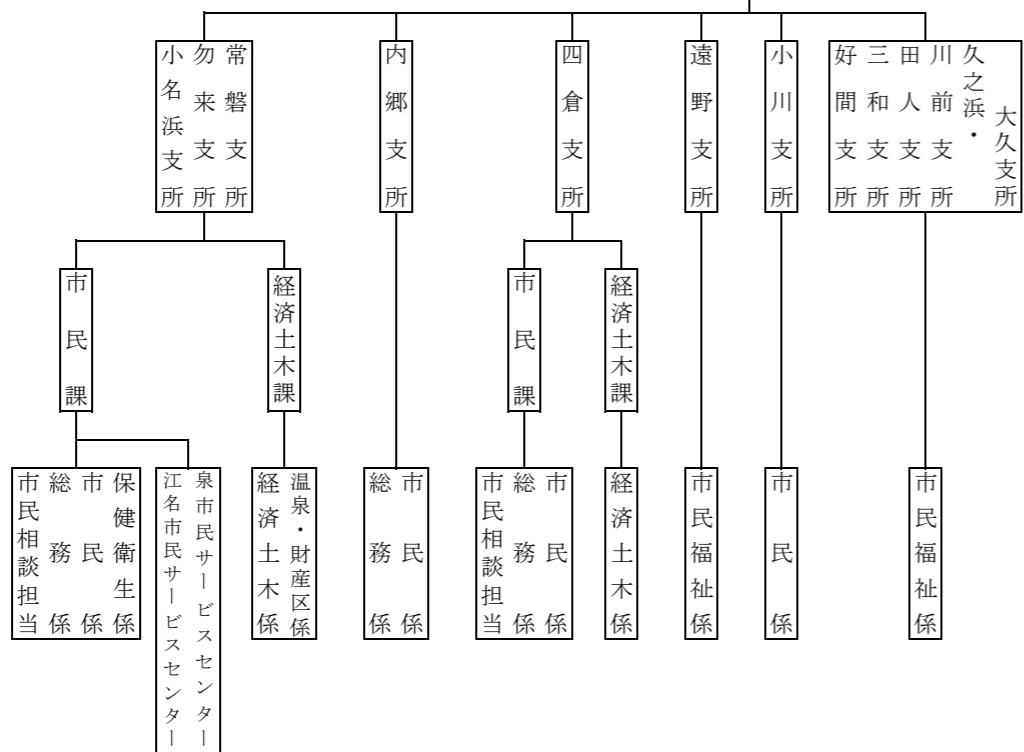 常磐支所
勿来支所
小名浜支所
内郷支所
四倉支所
遠野支所
小川支所
久之浜・
大久支所
川前支所
田人支所
三和支所
好間支所
市民課
経済土木課
市民課
経済土木課
保健衛生係
市民係
総務係
市民相談担当
泉市民サービスセンター
江名市民サービスセンター
温泉・財産区係
経済土木係
市民係
総務係
市民係
総務係
市民相談担当
経済土木係
市民福祉係
市民係
市民福祉係